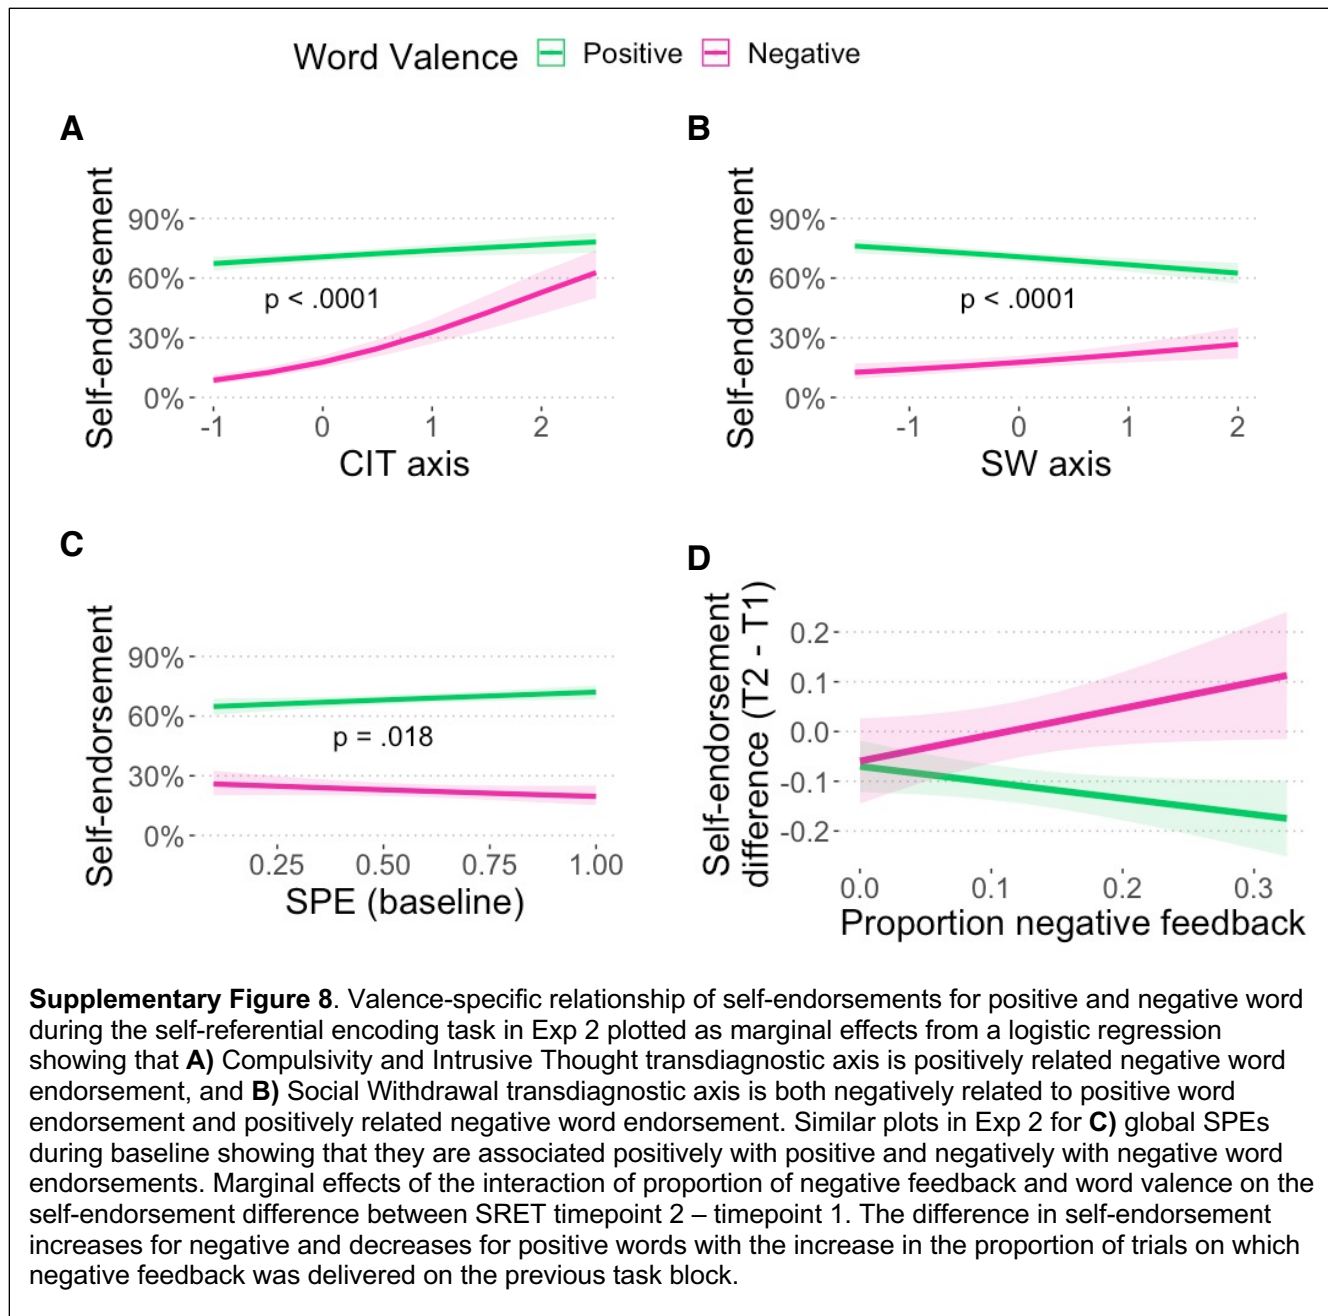 Word Valence Positive Negative
A
Self-endorsement
90%
60%
30%
0%
p < .0001
-1 0 1 2
CIT axis
B
Self-endorsement
90%
60%
30%
0%
p < .0001
-1 0 1 2
SW axis
C
Self-endorsement
90%
60%
30%
0%
p = .018
0.25 0.50 0.75 1.00
SPE (baseline)
D
Self-endorsement
difference (T2 - T1)
0.2
0.1
0.0
-0.1
-0.2
0.0 0.1 0.2 0.3
Proportion negative feedback
Supplementary Figure 8. Valence-specific relationship of self-endorsements for positive and negative word
during the self-referential encoding task in Exp 2 plotted as marginal effects from a logistic regression
showing that A) Compulsivity and Intrusive Thought transdiagnostic axis is positively related negative word
endorsement, and B) Social Withdrawal transdiagnostic axis is both negatively related to positive word
endorsement and positively related negative word endorsement. Similar plots in Exp 2 for C) global SPEs
during baseline showing that they are associated positively with positive and negatively with negative word
endorsements. Marginal effects of the interaction of proportion of negative feedback and word valence on the
self-endorsement difference between SRET timepoint 2 – timepoint 1. The difference in self-endorsement
increases for negative and decreases for positive words with the increase in the proportion of trials on which
negative feedback was delivered on the previous task block.